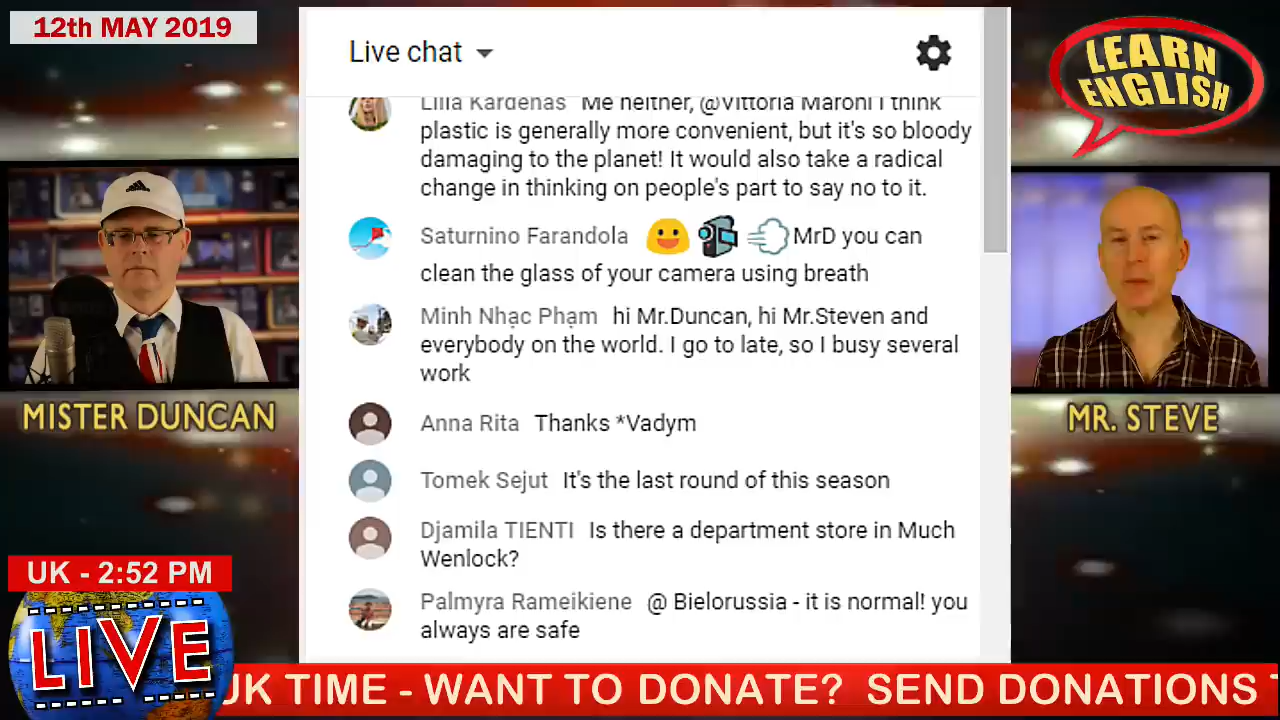 12th MAY 2019
Live chat
LEARN
ENGLISH
Lilia Kardenas Me neither, @Vittoria Maroni I think
plastic is generally more convenient, but it's so bloody
damaging to the planet! It would also take a radical
change in thinking on people's part to say no to it.
Saturnino Farandola 😀 📹 💨 MrD you can
clean the glass of your camera using breath
Minh Nhạc Phạm hi Mr.Duncan, hi Mr.Steven and
everybody on the world. I go to late, so I busy several
work
MISTER DUNCAN
MR. STEVE
Anna Rita Thanks *Vadym
Tomek Sejut It's the last round of this season
Djamila TIENTI Is there a department store in Much
Wenlock?
Palmyra Rameikiene @ Bielorussia - it is normal! you
always are safe
UK - 2:52 PM
LIVE
UK TIME - WANT TO DONATE? SEND DONATIONS